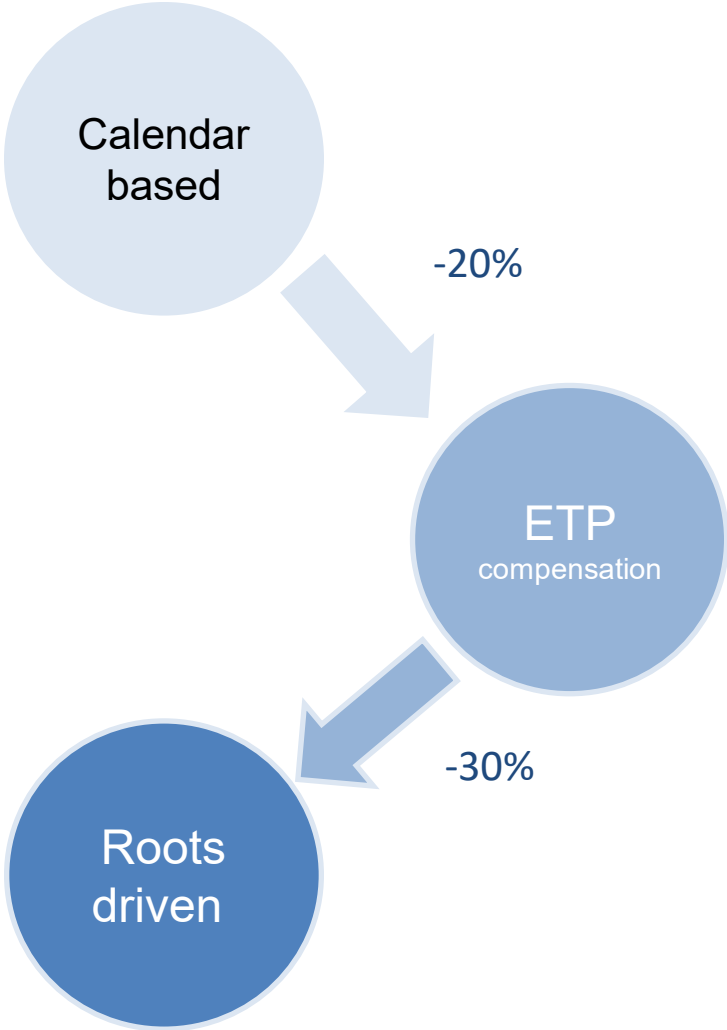 Calendar
based
-20%
ETP
compensation
-30%
Roots
driven